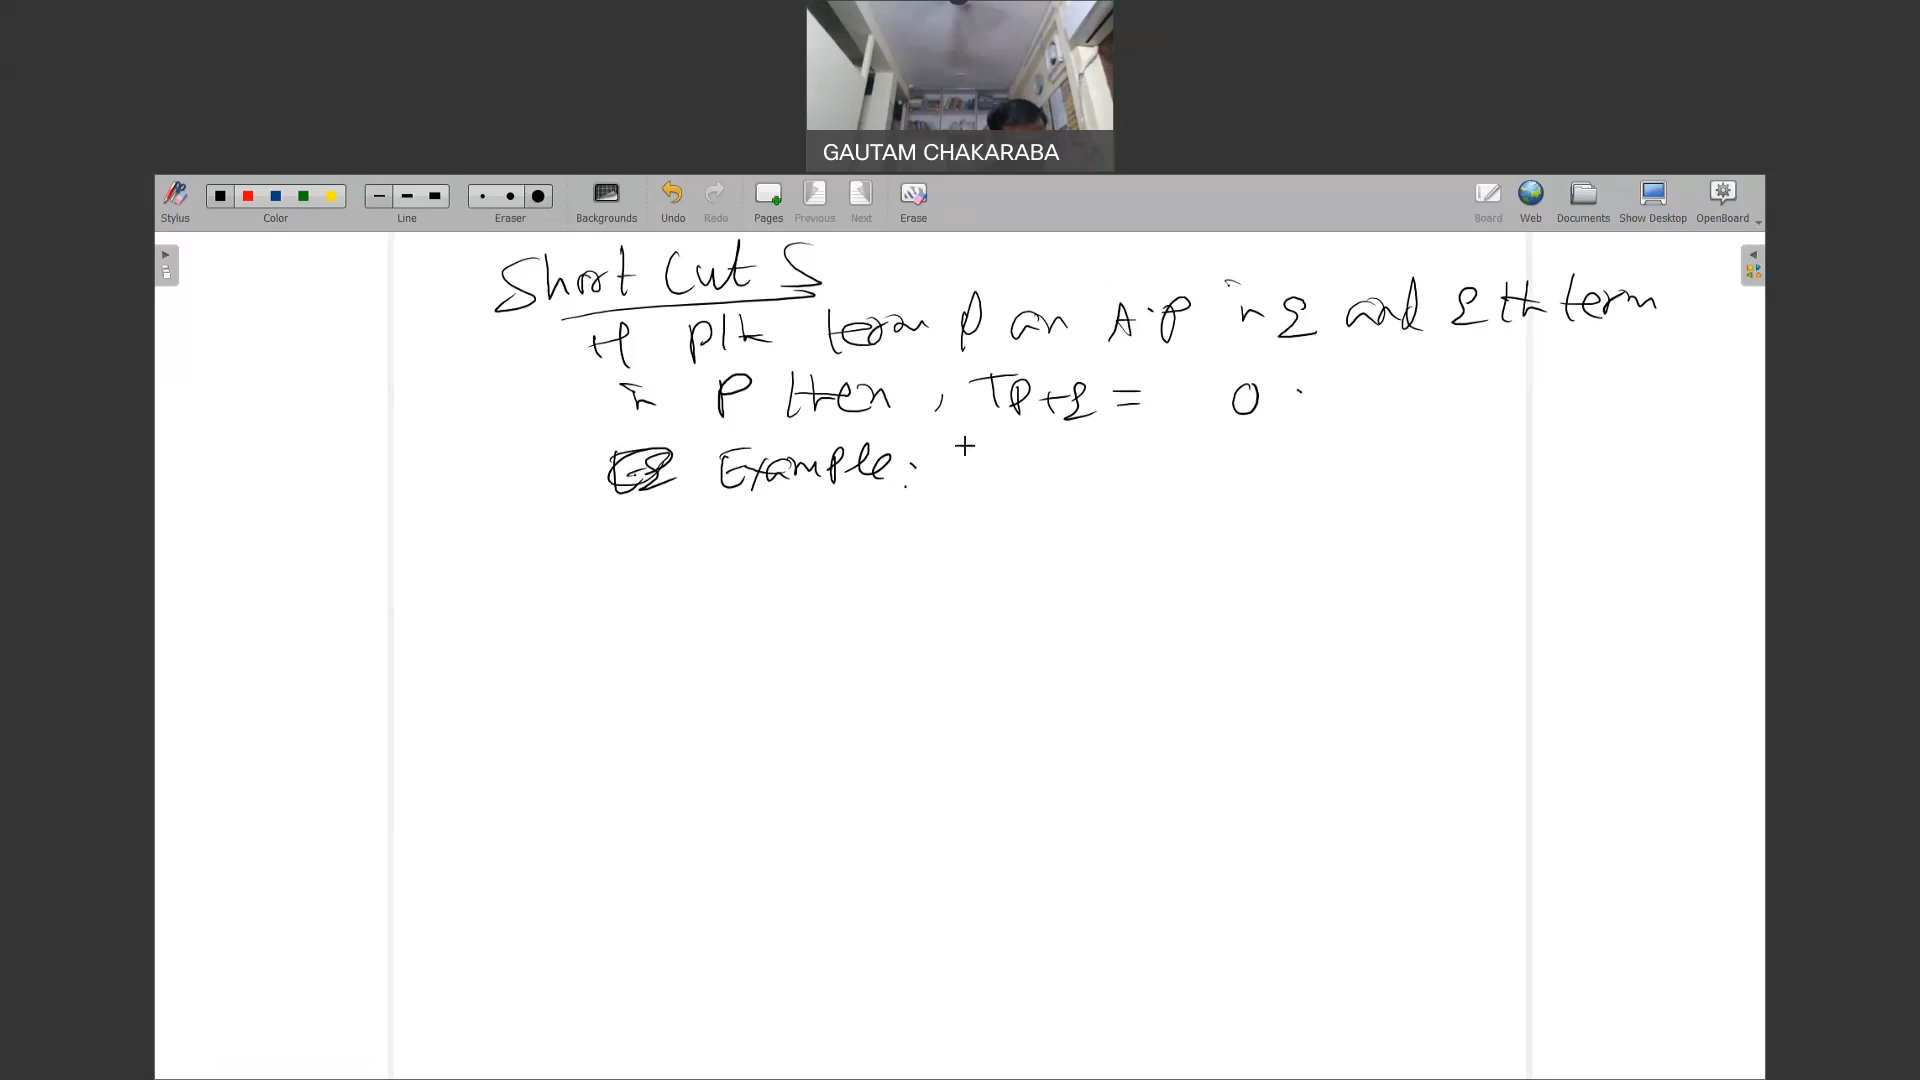 GAUTAM CHAKARABA
Stylus Color Line Eraser Backgrounds Undo Redo Pages Previous Next Erase Board Web Documents Show Desktop OpenBoard
Short Cut S
If pth term of an A.P is q and qth term
is P then, TP+q = 0.
Example: